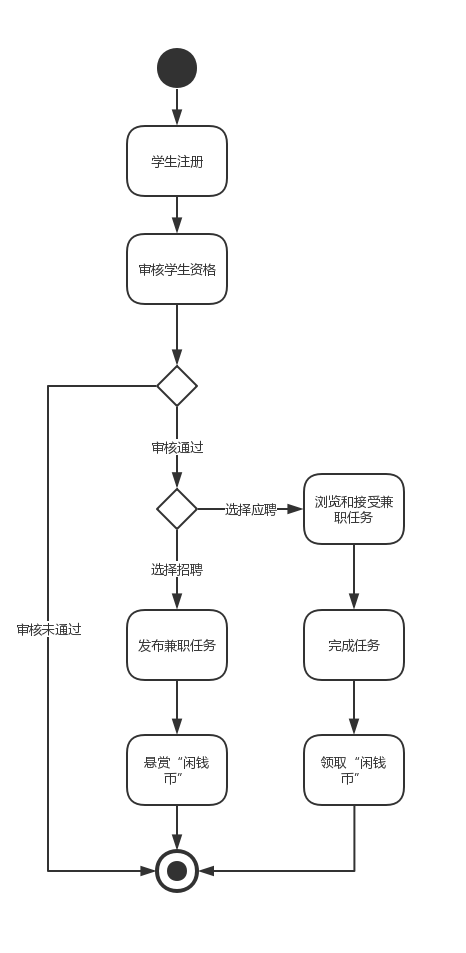 学生注册
审核学生资格
审核通过
选择应聘
浏览和接受兼
职任务
选择招聘
审核未通过
发布兼职任务
完成任务
悬赏“闲钱
币”
领取“闲钱
币”